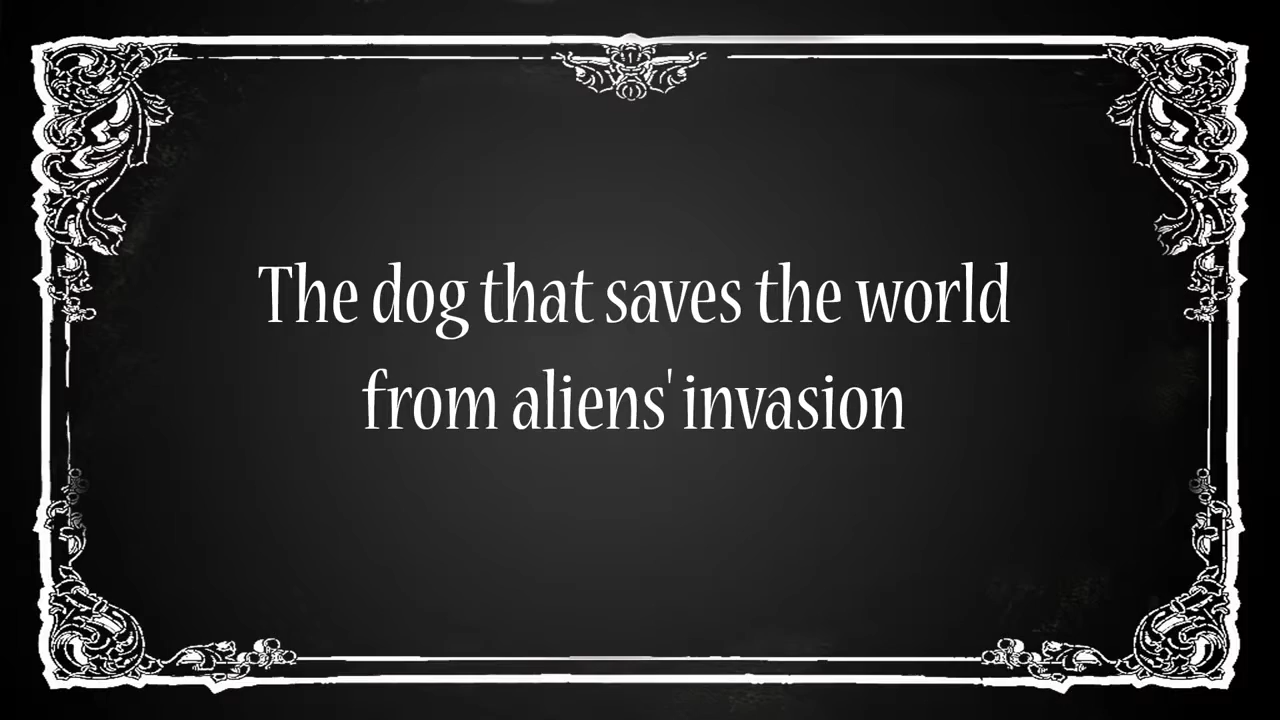 The dog that saves the world
from aliens' invasion